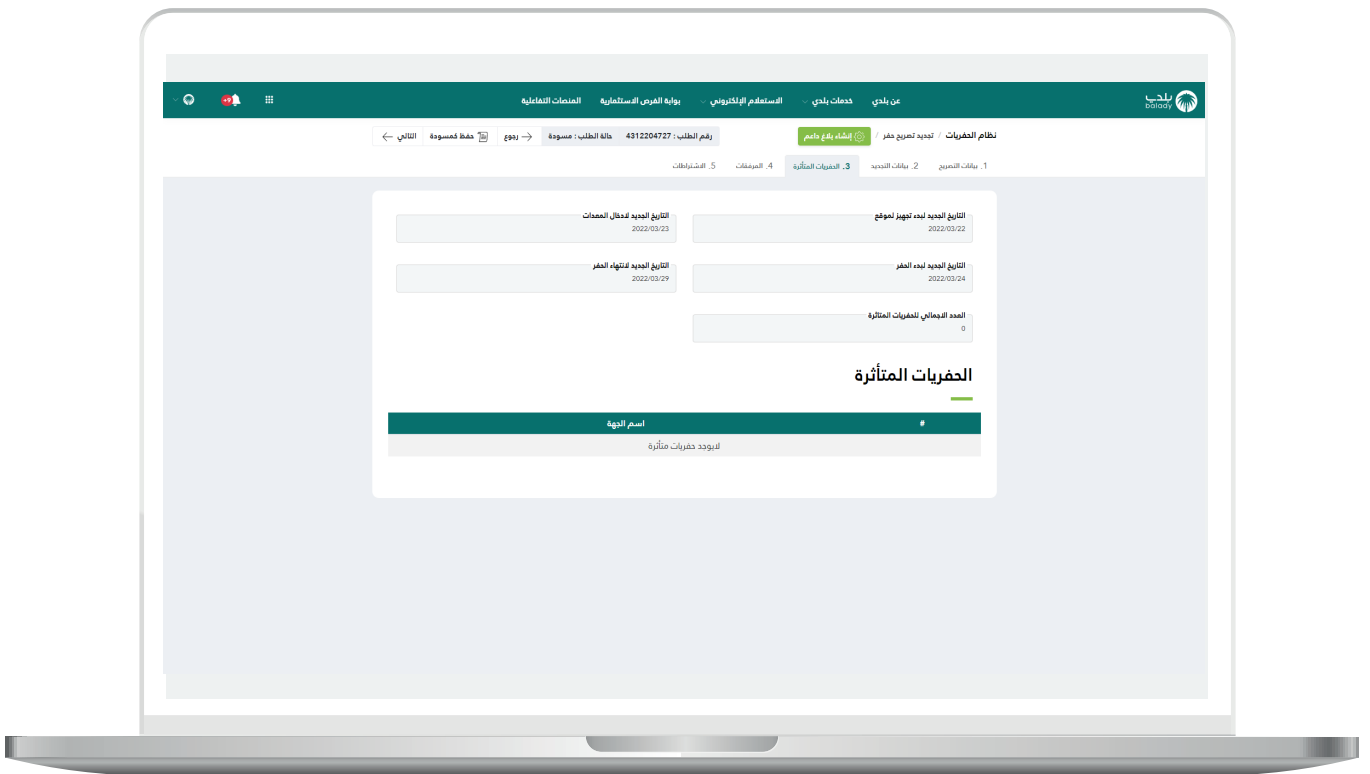 بلدي
balady
عن بلدي
خدمات بلدي
الاستعلام الإلكتروني
بوابة الفرص الاستثمارية
المنصات التفاعلية
+9
نظام الحفريات / تجديد تصريح حفر /
إنشاء بلاغ داعم
رقم الطلب : 4312204727
حالة الطلب : مسودة
رجوع
حفظ كمسودة
التالي
1. بيانات التصريح
2. بيانات التجديد
3. الحفريات المتأثرة
4. المرفقات
5. الاشتراطات
التاريخ الجديد لبدء تجهيز لموقع
2022/03/22
التاريخ الجديد لادخال المعدات
2022/03/23
التاريخ الجديد لبدء الحفر
2022/03/24
التاريخ الجديد لانتهاء الحفر
2022/03/29
العدد الاجمالي للحفريات المتاثرة
0
الحفريات المتأثرة
#
اسم الجهة
لايوجد حفريات متأثرة